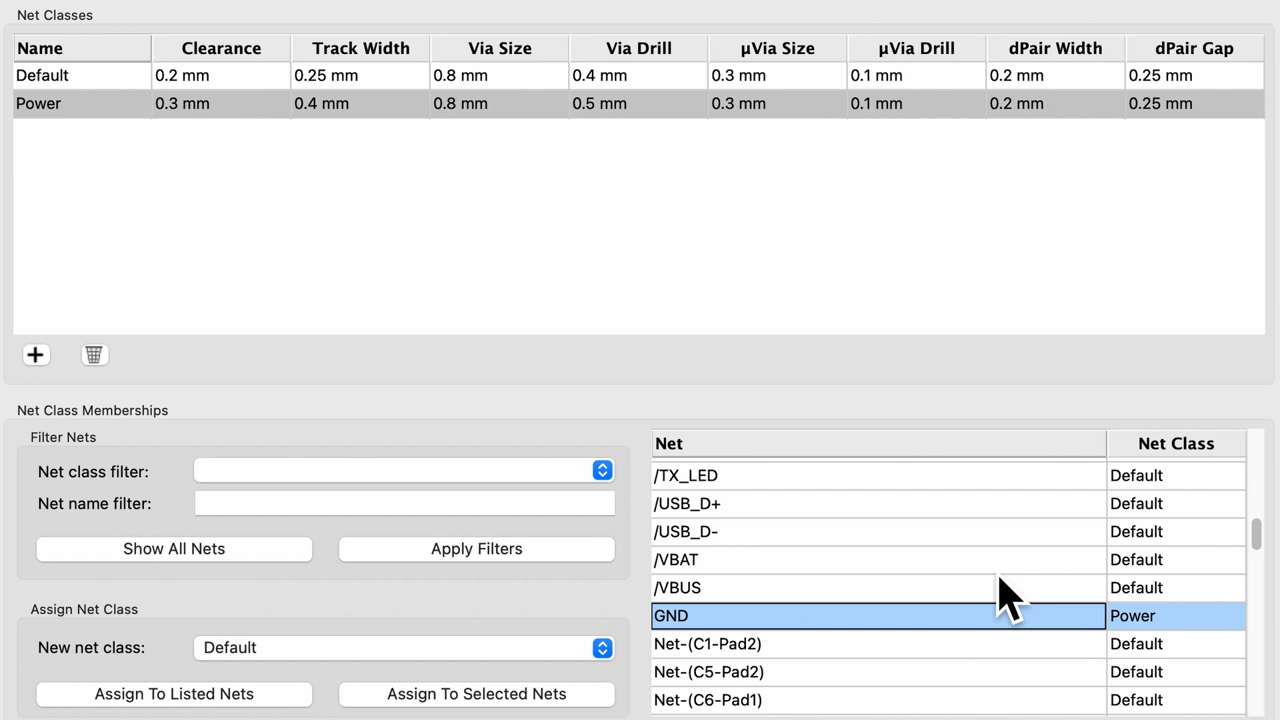 Net Classes
Name Clearance Track Width Via Size Via Drill µVia Size µVia Drill dPair Width dPair Gap
Default 0.2 mm 0.25 mm 0.8 mm 0.4 mm 0.3 mm 0.1 mm 0.2 mm 0.25 mm
Power 0.3 mm 0.4 mm 0.8 mm 0.5 mm 0.3 mm 0.1 mm 0.2 mm 0.25 mm
Net Class Memberships
Filter Nets
Net class filter:
Net name filter:
Show All Nets Apply Filters
Assign Net Class
New net class: Default
Assign To Listed Nets Assign To Selected Nets
Net Net Class
/TX_LED Default
/USB_D+ Default
/USB_D- Default
/VBAT Default
/VBUS Default
GND Power
Net-(C1-Pad2) Default
Net-(C5-Pad2) Default
Net-(C6-Pad1) Default